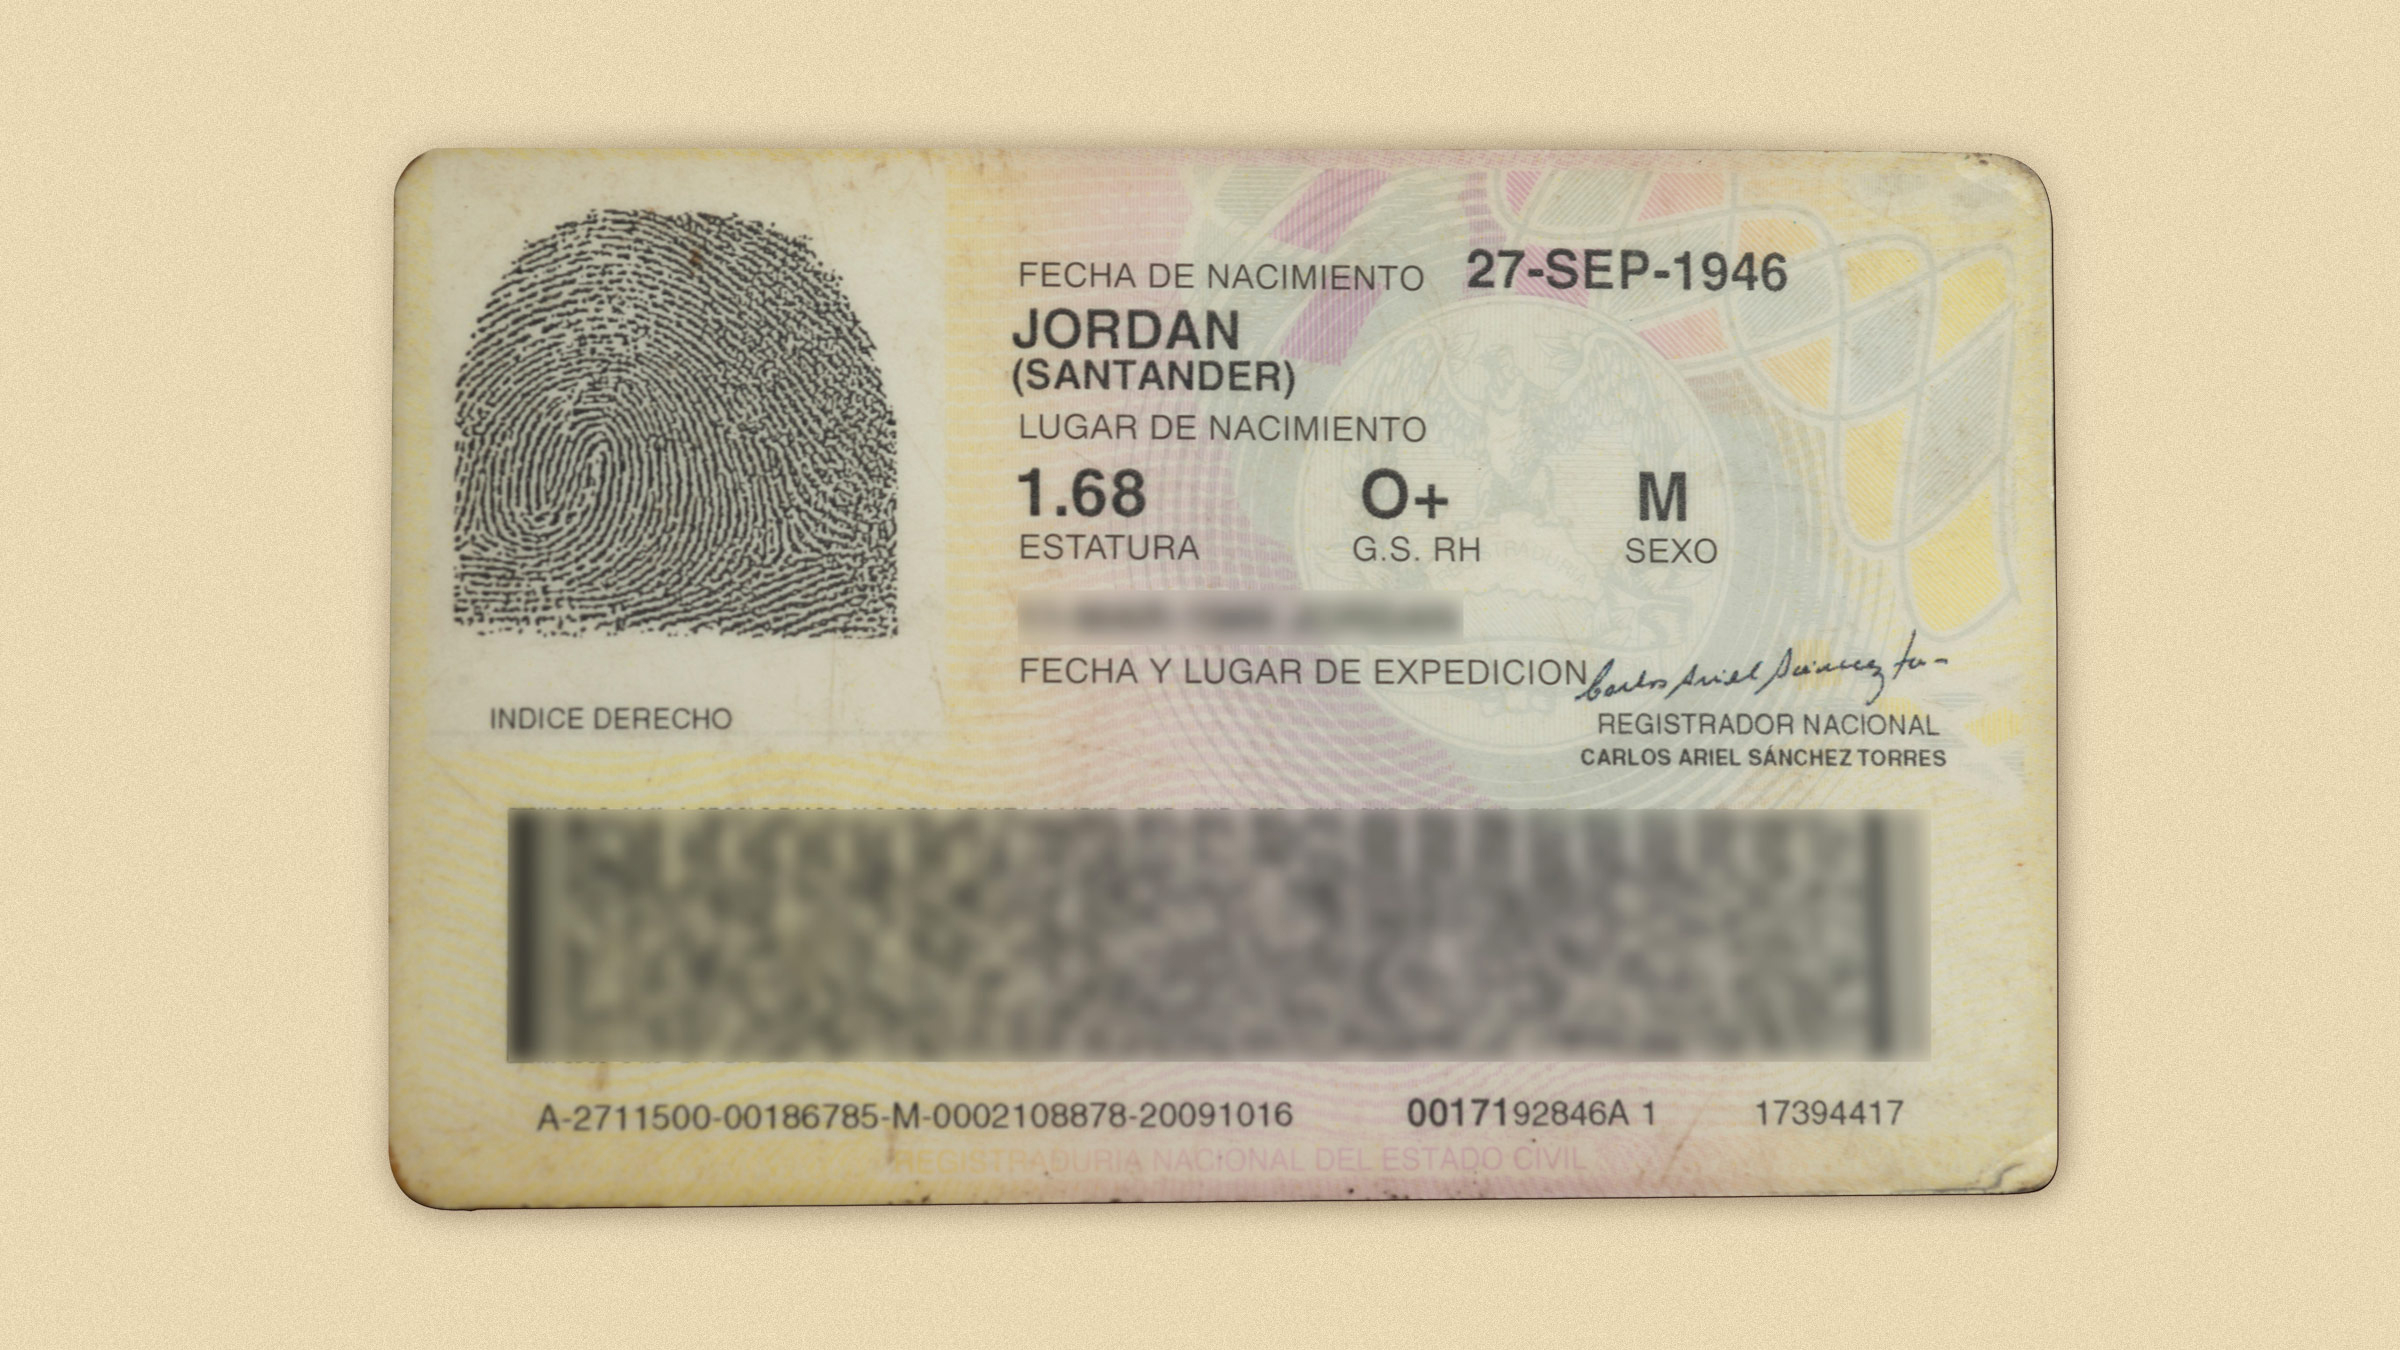 FECHA DE NACIMIENTO 27-SEP-1946
JORDAN
(SANTANDER)
LUGAR DE NACIMIENTO
1.68 O+ M
ESTATURA G.S. RH SEXO
FECHA Y LUGAR DE EXPEDICION
Carlos Ariel Sánchez To-
INDICE DERECHO
REGISTRADOR NACIONAL
CARLOS ARIEL SÁNCHEZ TORRES
A-2711500-00186785-M-0002108878-20091016 0017192846A 1 17394417
REGISTRADURIA NACIONAL DEL ESTADO CIVIL